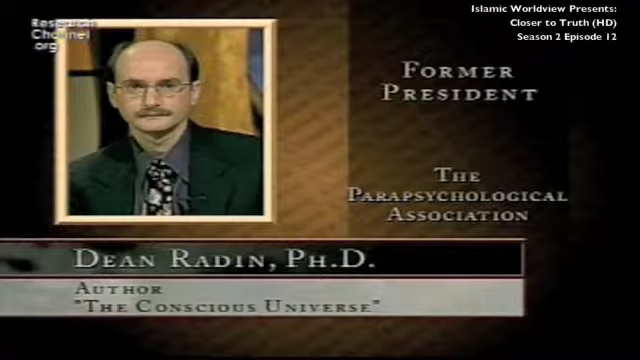 Research
Channel
.org
Islamic Worldview Presents:
Closer to Truth (HD)
Season 2 Episode 12
FORMER
PRESIDENT
THE
PARAPSYCHOLOGICAL
ASSOCIATION
DEAN RADIN, PH.D.
AUTHOR
"THE CONSCIOUS UNIVERSE"